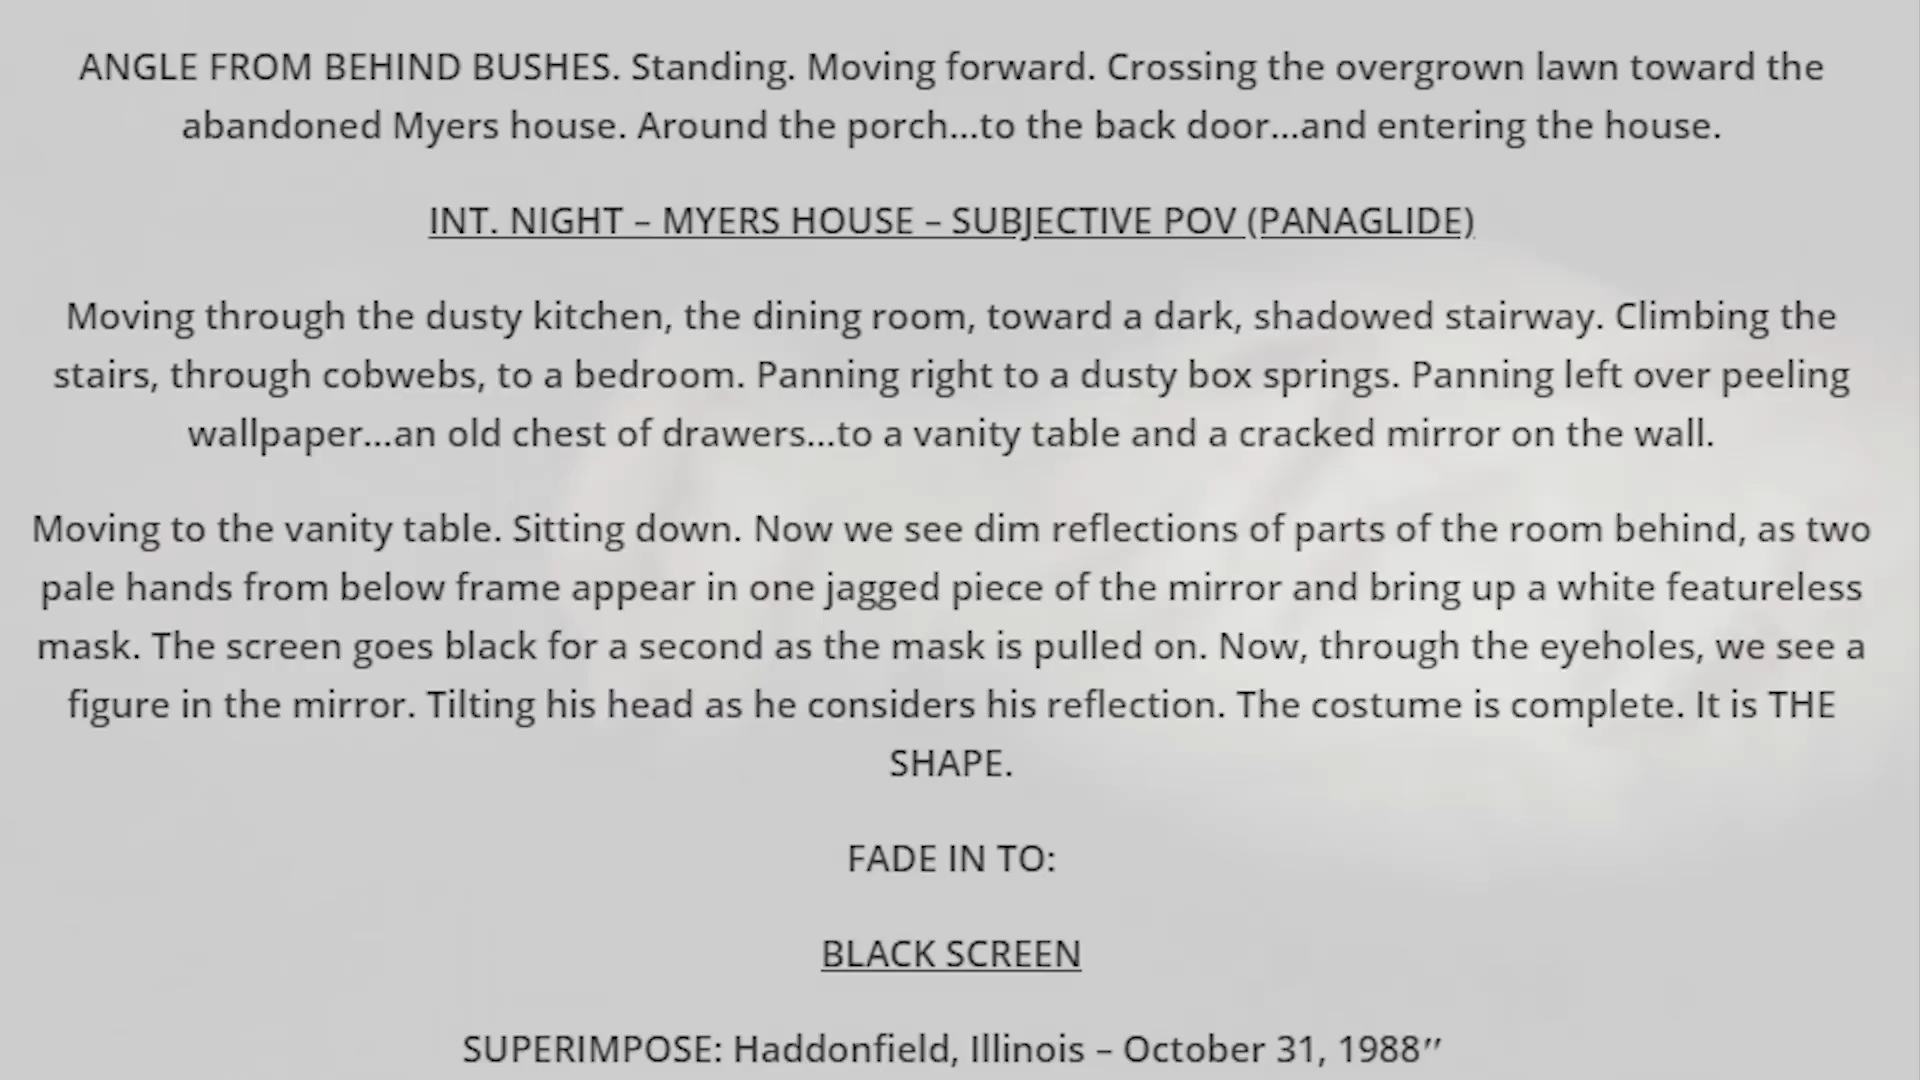 ANGLE FROM BEHIND BUSHES. Standing. Moving forward. Crossing the overgrown lawn toward the
abandoned Myers house. Around the porch...to the back door...and entering the house.
INT. NIGHT – MYERS HOUSE – SUBJECTIVE POV (PANAGLIDE)
Moving through the dusty kitchen, the dining room, toward a dark, shadowed stairway. Climbing the
stairs, through cobwebs, to a bedroom. Panning right to a dusty box springs. Panning left over peeling
wallpaper...an old chest of drawers...to a vanity table and a cracked mirror on the wall.
Moving to the vanity table. Sitting down. Now we see dim reflections of parts of the room behind, as two
pale hands from below frame appear in one jagged piece of the mirror and bring up a white featureless
mask. The screen goes black for a second as the mask is pulled on. Now, through the eyeholes, we see a
figure in the mirror. Tilting his head as he considers his reflection. The costume is complete. It is THE
SHAPE.
FADE IN TO:
BLACK SCREEN
SUPERIMPOSE: Haddonfield, Illinois – October 31, 1988″